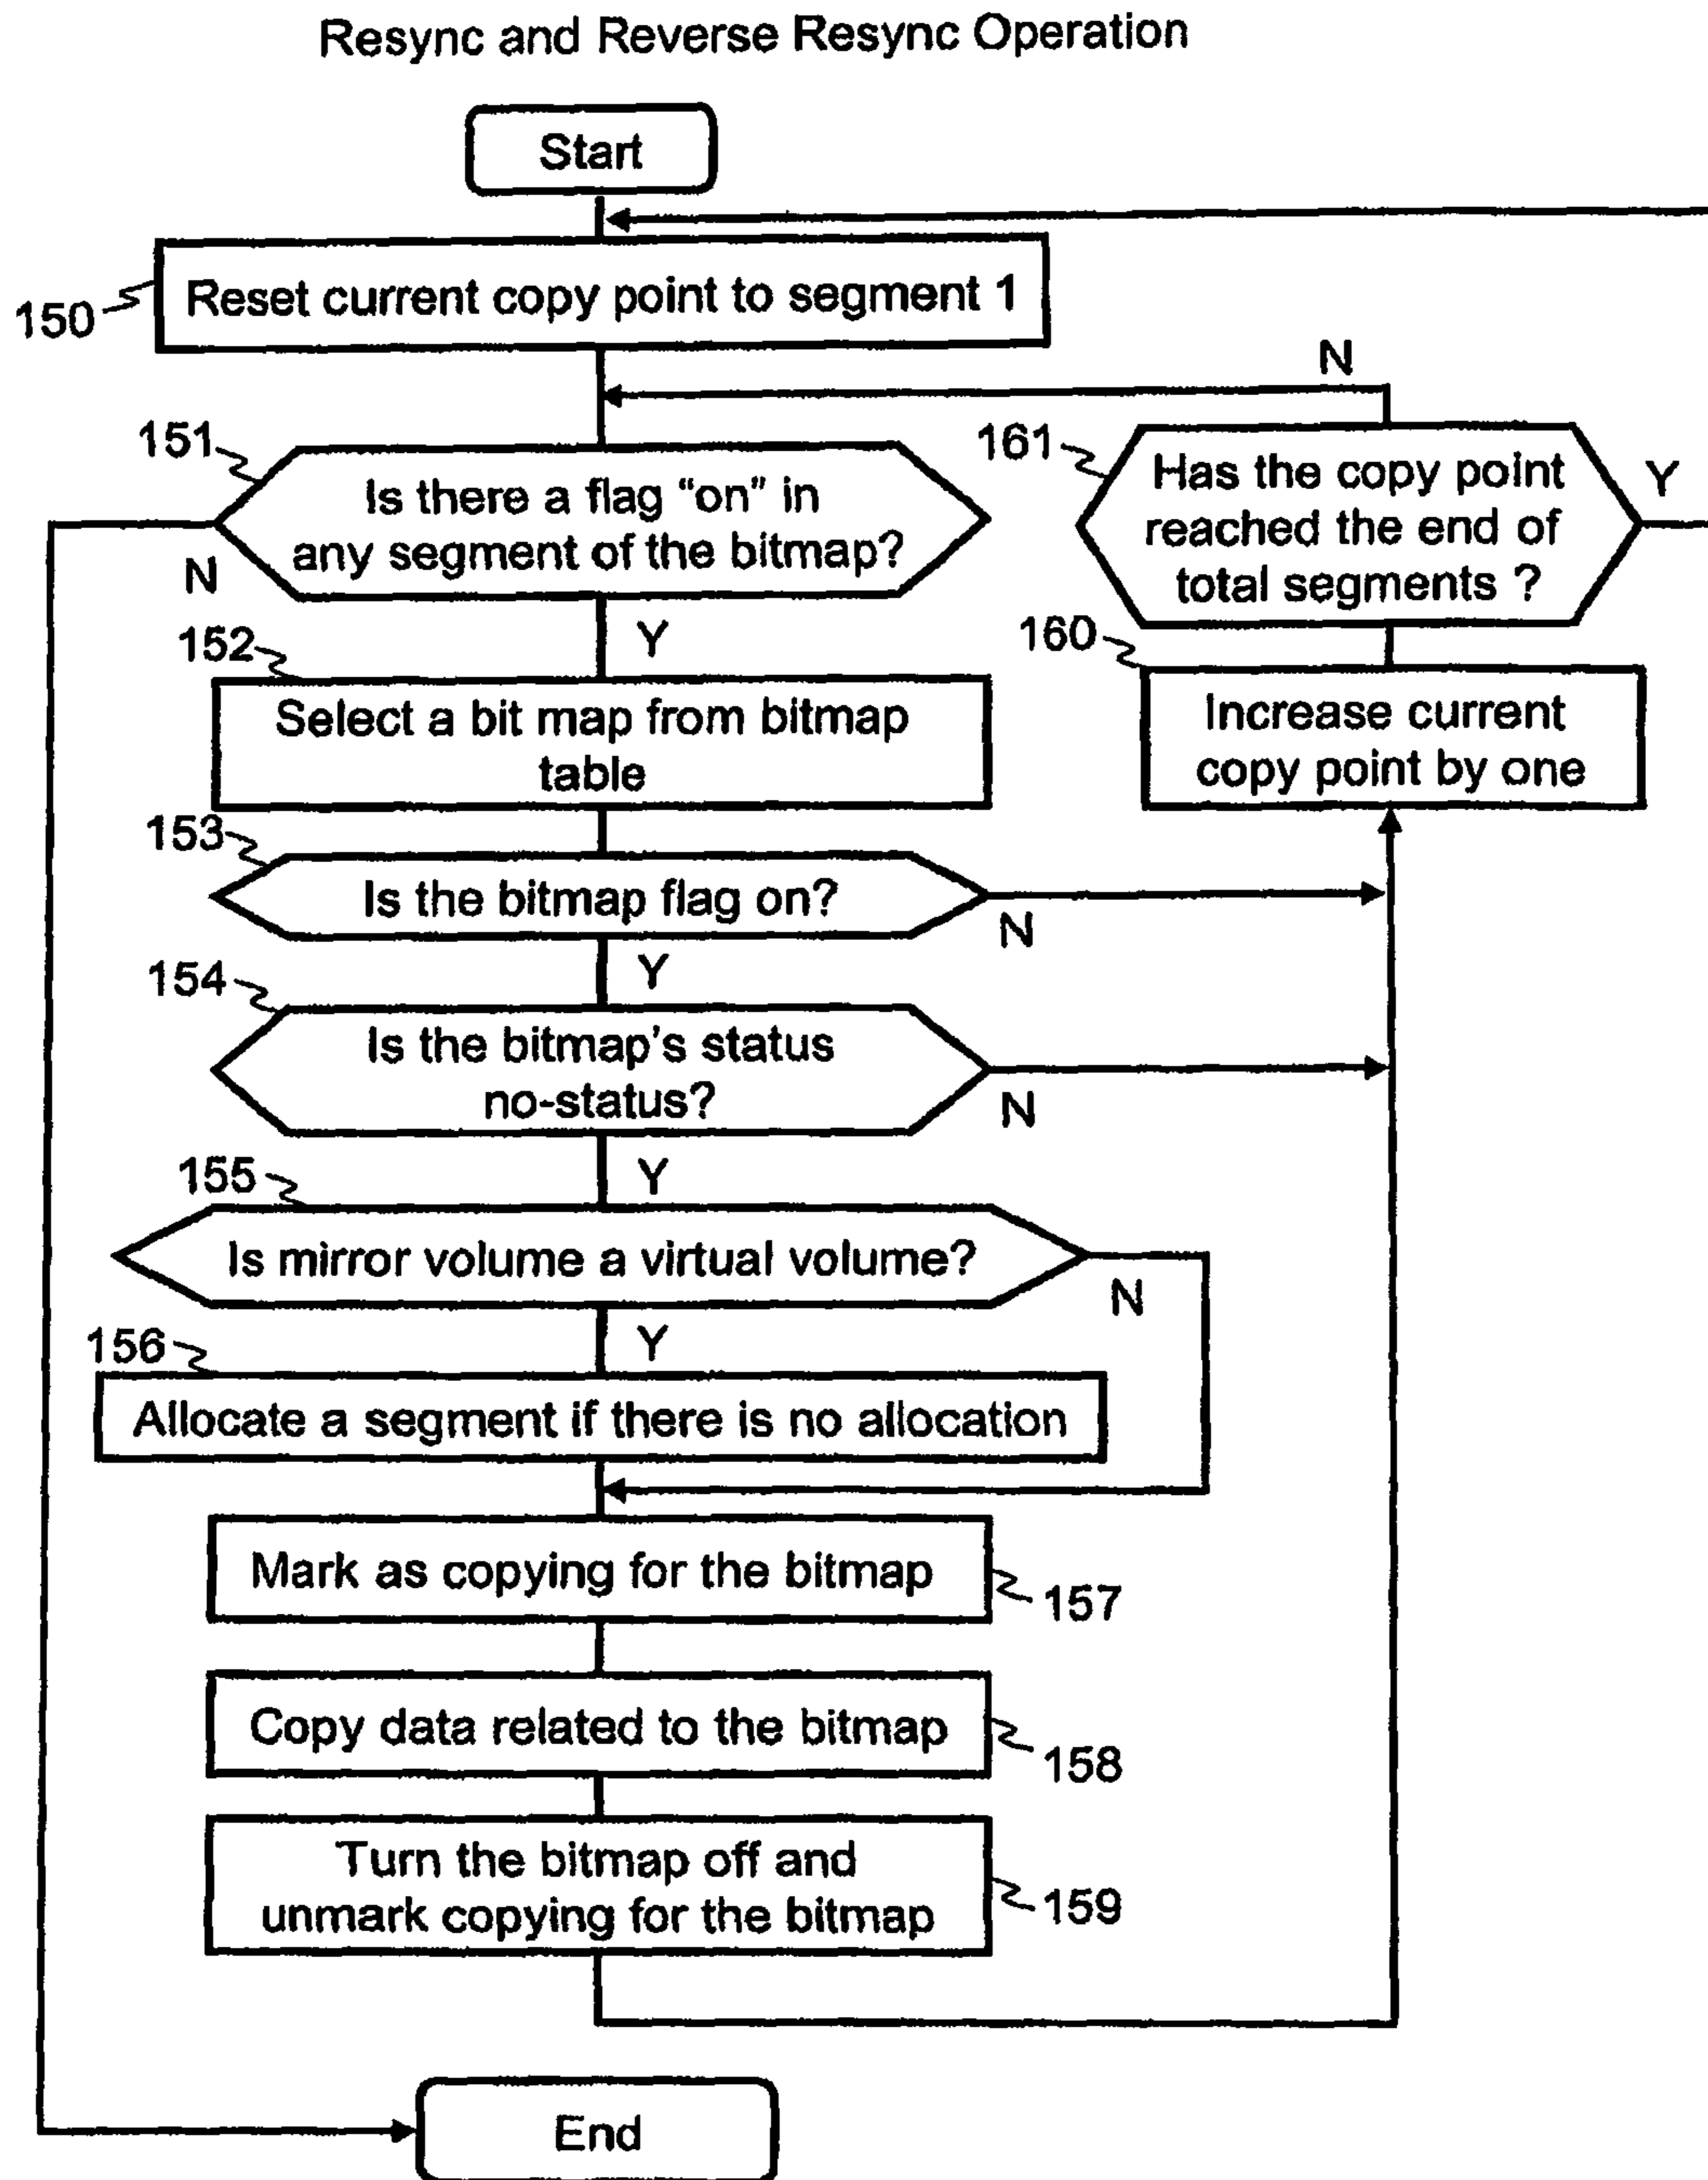 Resync and Reverse Resync Operation
Start
150
Reset current copy point to segment 1
N
151
Is there a flag “on” in
any segment of the bitmap?
N
Y
161
Has the copy point
reached the end of
total segments ?
Y
152
Select a bit map from bitmap
table
160
Increase current
copy point by one
153
Is the bitmap flag on?
N
Y
154
Is the bitmap’s status
no-status?
N
Y
155
Is mirror volume a virtual volume?
N
Y
156
Allocate a segment if there is no allocation
Mark as copying for the bitmap
157
Copy data related to the bitmap
158
Turn the bitmap off and
unmark copying for the bitmap
159
End